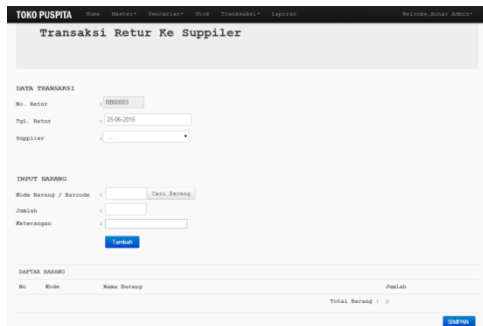 TOKO PUSPITA Home Master Pencarian Stok Transaksi Laporan Welcome, Anhar Admin
Transaksi Retur Ke Suppiler
DATA TRANSAKSI
No. Retur : RB00003
Tgl. Retur : 25-06-2015
Supplier : ...
INPUT BARANG
Kode Barang / Barcode : Cari Barang
Jumlah :
Keterangan :
Tambah
DAFTAR BARANG
No Kode Nama Barang Jumlah
Total Barang : 0
SIMPAN